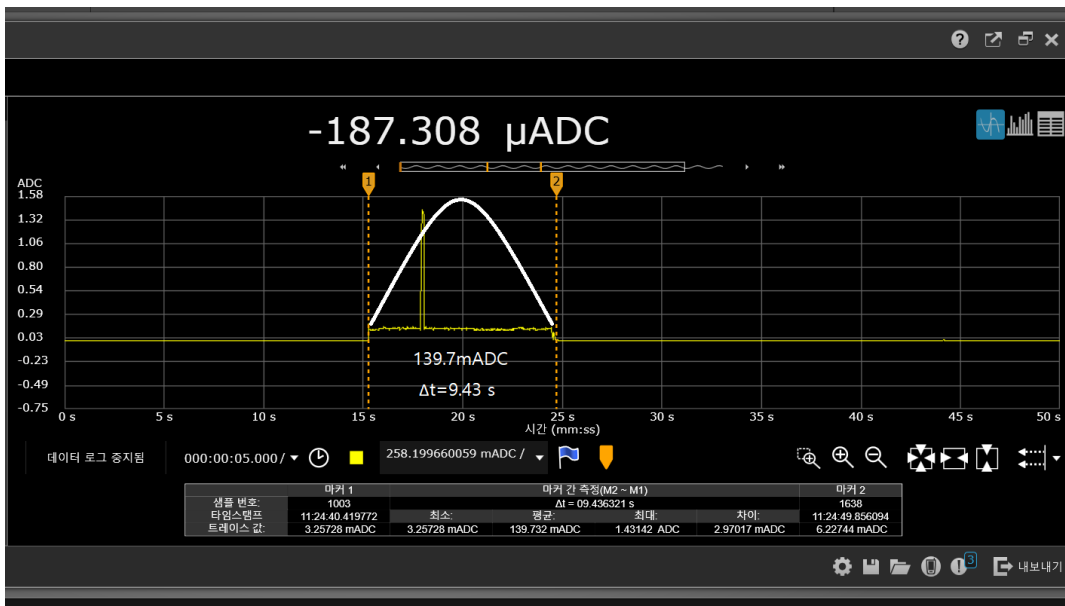 -187.308 µADC
1 2
ADC
1.58
1.32
1.06
0.80
0.54
0.29
0.03
-0.23
-0.49
-0.75
139.7mADC
Δt=9.43 s
0 s 5 s 10 s 15 s 20 s 25 s 30 s 35 s 40 s 45 s 50 s
시간 (mm:ss)
데이터 로그 중지됨 000:00:05.000 / 258.199660059 mADC /
마커 1 마커 간 측정(M2 ~ M1) 마커 2
샘플 번호: 1003 Δt = 09.436321 s 1638
타임스탬프 11:24:40.419772 최소: 평균: 최대: 차이: 11:24:49.856094
트레이스 값: 3.25728 mADC 3.25728 mADC 139.732 mADC 1.43142 ADC 2.97017 mADC 6.22744 mADC
3 내보내기